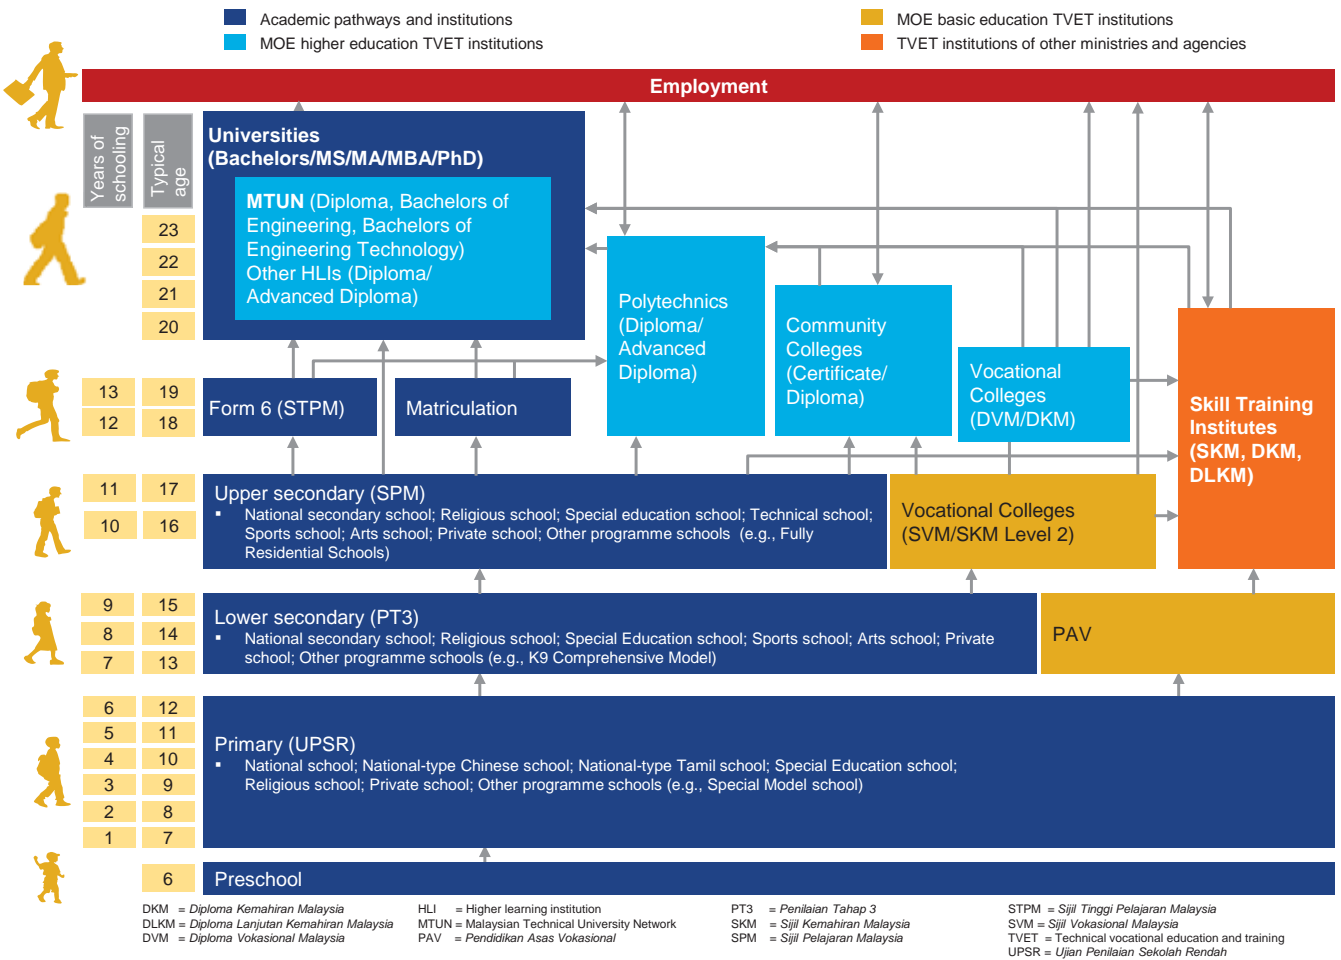 Academic pathways and institutions
MOE higher education TVET institutions
MOE basic education TVET institutions
TVET institutions of other ministries and agencies
Employment
Years of
schooling
Typical
age
Universities
(Bachelors/MS/MA/MBA/PhD)
MTUN (Diploma, Bachelors of
Engineering, Bachelors of
Engineering Technology)
Other HLIs (Diploma/
Advanced Diploma)
23
22
21
20
Polytechnics
(Diploma/
Advanced
Diploma)
Community
Colleges
(Certificate/
Diploma)
Vocational
Colleges
(DVM/DKM)
Skill Training
Institutes
(SKM, DKM,
DLKM)
13 19
12 18
Form 6 (STPM)
Matriculation
11 17
10 16
Upper secondary (SPM)
▪ National secondary school; Religious school; Special education school; Technical school;
Sports school; Arts school; Private school; Other programme schools (e.g., Fully
Residential Schools)
Vocational Colleges
(SVM/SKM Level 2)
9 15
8 14
7 13
Lower secondary (PT3)
▪ National secondary school; Religious school; Special Education school; Sports school; Arts school; Private
school; Other programme schools (e.g., K9 Comprehensive Model)
PAV
6 12
5 11
4 10
3 9
2 8
1 7
Primary (UPSR)
▪ National school; National-type Chinese school; National-type Tamil school; Special Education school;
Religious school; Private school; Other programme schools (e.g., Special Model school)
6
Preschool
DKM = Diploma Kemahiran Malaysia
DLKM = Diploma Lanjutan Kemahiran Malaysia
DVM = Diploma Vokasional Malaysia
HLI = Higher learning institution
MTUN = Malaysian Technical University Network
PAV = Pendidikan Asas Vokasional
PT3 = Penilaian Tahap 3
SKM = Sijil Kemahiran Malaysia
SPM = Sijil Pelajaran Malaysia
STPM = Sijil Tinggi Pelajaran Malaysia
SVM = Sijil Vokasional Malaysia
TVET = Technical vocational education and training
UPSR = Ujian Penilaian Sekolah Rendah